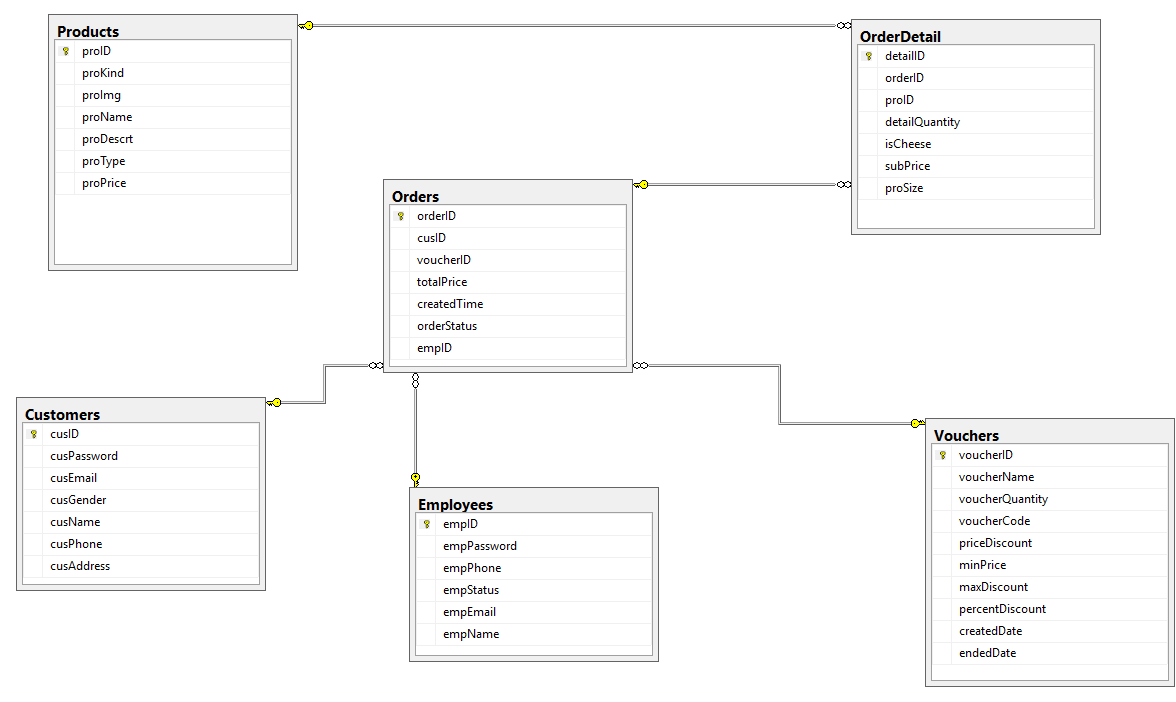 Products
proID
proKind
proImg
proName
proDescrt
proType
proPrice
OrderDetail
detailID
orderID
proID
detailQuantity
isCheese
subPrice
proSize
Orders
orderID
cusID
voucherID
totalPrice
createdTime
orderStatus
empID
Customers
cusID
cusPassword
cusEmail
cusGender
cusName
cusPhone
cusAddress
Employees
empID
empPassword
empPhone
empStatus
empEmail
empName
Vouchers
voucherID
voucherName
voucherQuantity
voucherCode
priceDiscount
minPrice
maxDiscount
percentDiscount
createdDate
endedDate